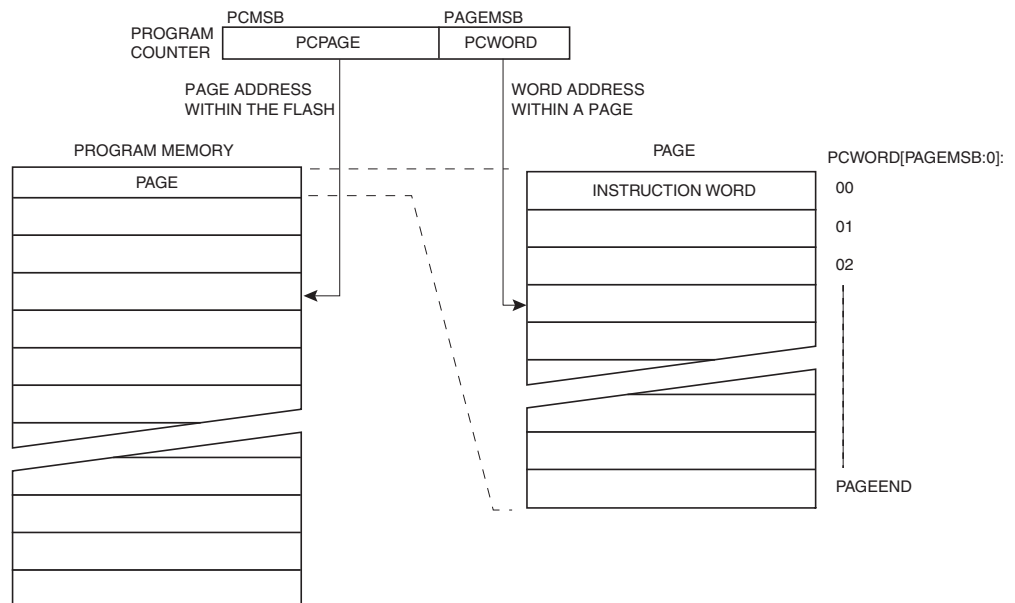 PCMSB
PAGEMSB
PROGRAM
COUNTER
PCPAGE
PCWORD
PAGE ADDRESS
WITHIN THE FLASH
WORD ADDRESS
WITHIN A PAGE
PROGRAM MEMORY
PAGE
PAGE
INSTRUCTION WORD
PCWORD[PAGEMSB:0]:
00
01
02
PAGEEND